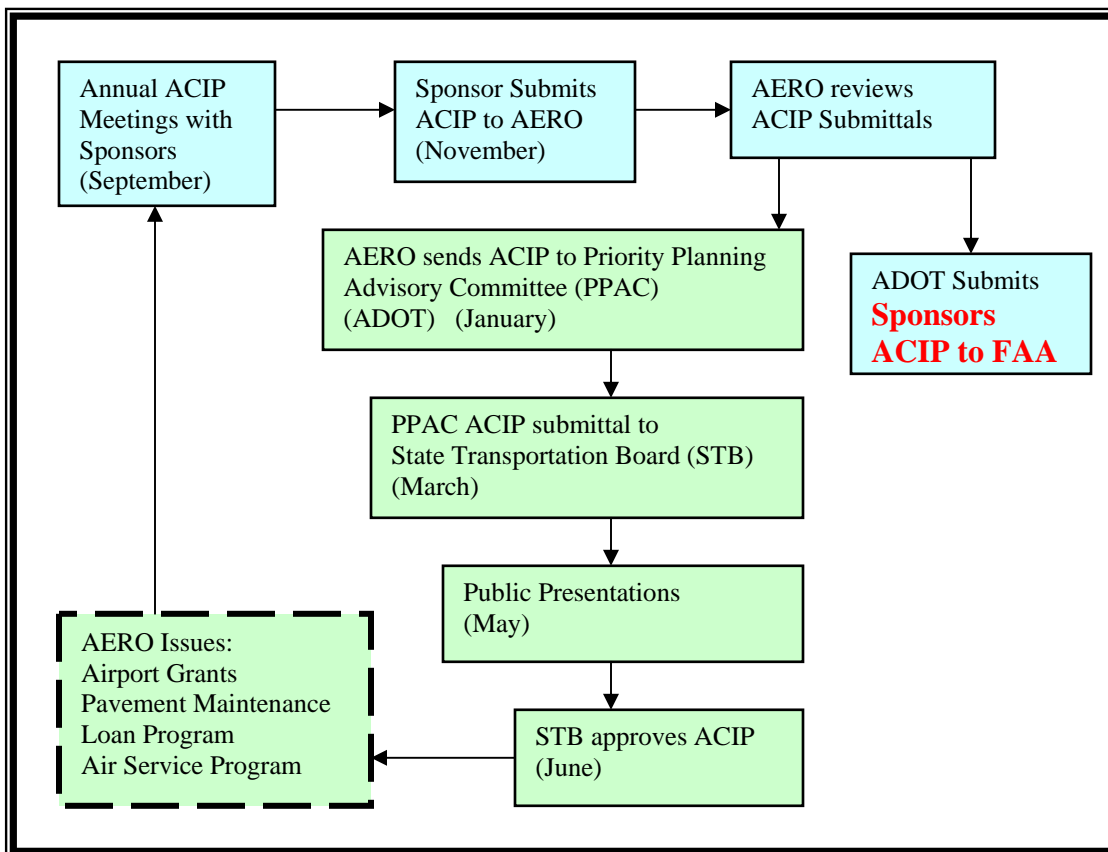 Annual ACIP
Meetings with
Sponsors
(September)
Sponsor Submits
ACIP to AERO
(November)
AERO reviews
ACIP Submittals
AERO sends ACIP to Priority Planning
Advisory Committee (PPAC)
(ADOT) (January)
ADOT Submits
Sponsors
ACIP to FAA
PPAC ACIP submittal to
State Transportation Board (STB)
(March)
Public Presentations
(May)
STB approves ACIP
(June)
AERO Issues:
Airport Grants
Pavement Maintenance
Loan Program
Air Service Program